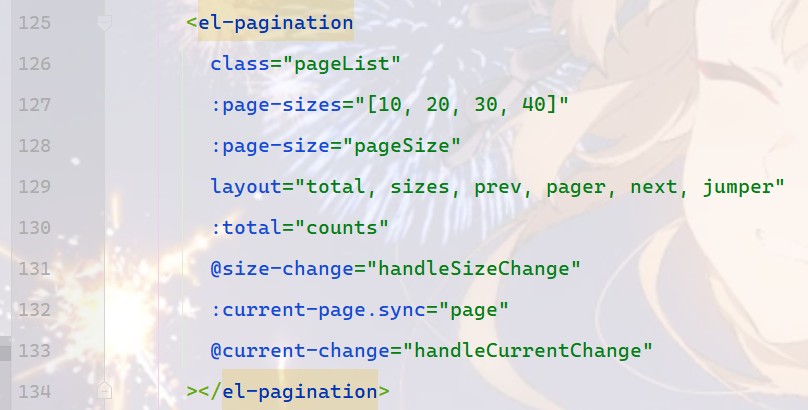 125 <el-pagination
126 class="pageList"
127 :page-sizes="[10, 20, 30, 40]"
128 :page-size="pageSize"
129 layout="total, sizes, prev, pager, next, jumper"
130 :total="counts"
131 @size-change="handleSizeChange"
132 :current-page.sync="page"
133 @current-change="handleCurrentChange"
134 ></el-pagination>